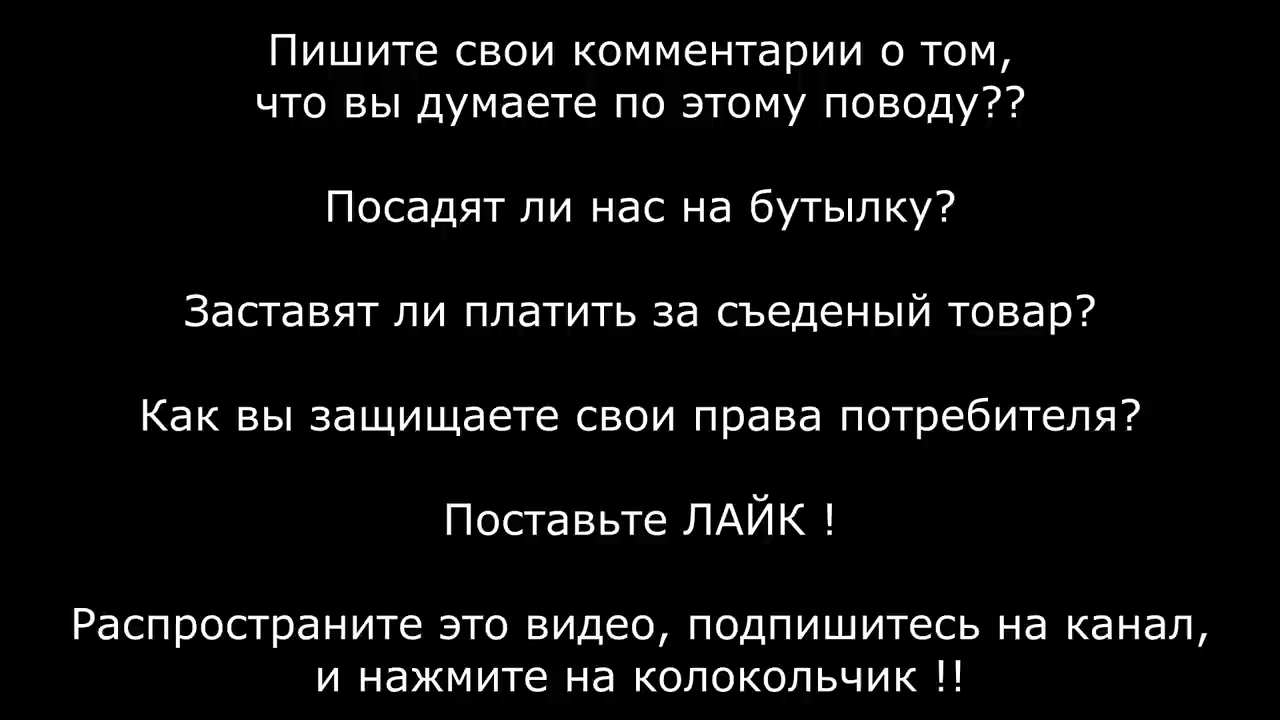 Пишите свои комментарии о том,
что вы думаете по этому поводу??
Посадят ли нас на бутылку?
Заставят ли платить за съеденый товар?
Как вы защищаете свои права потребителя?
Поставьте ЛАЙК !
Распространите это видео, подпишитесь на канал,
и нажмите на колокольчик !!